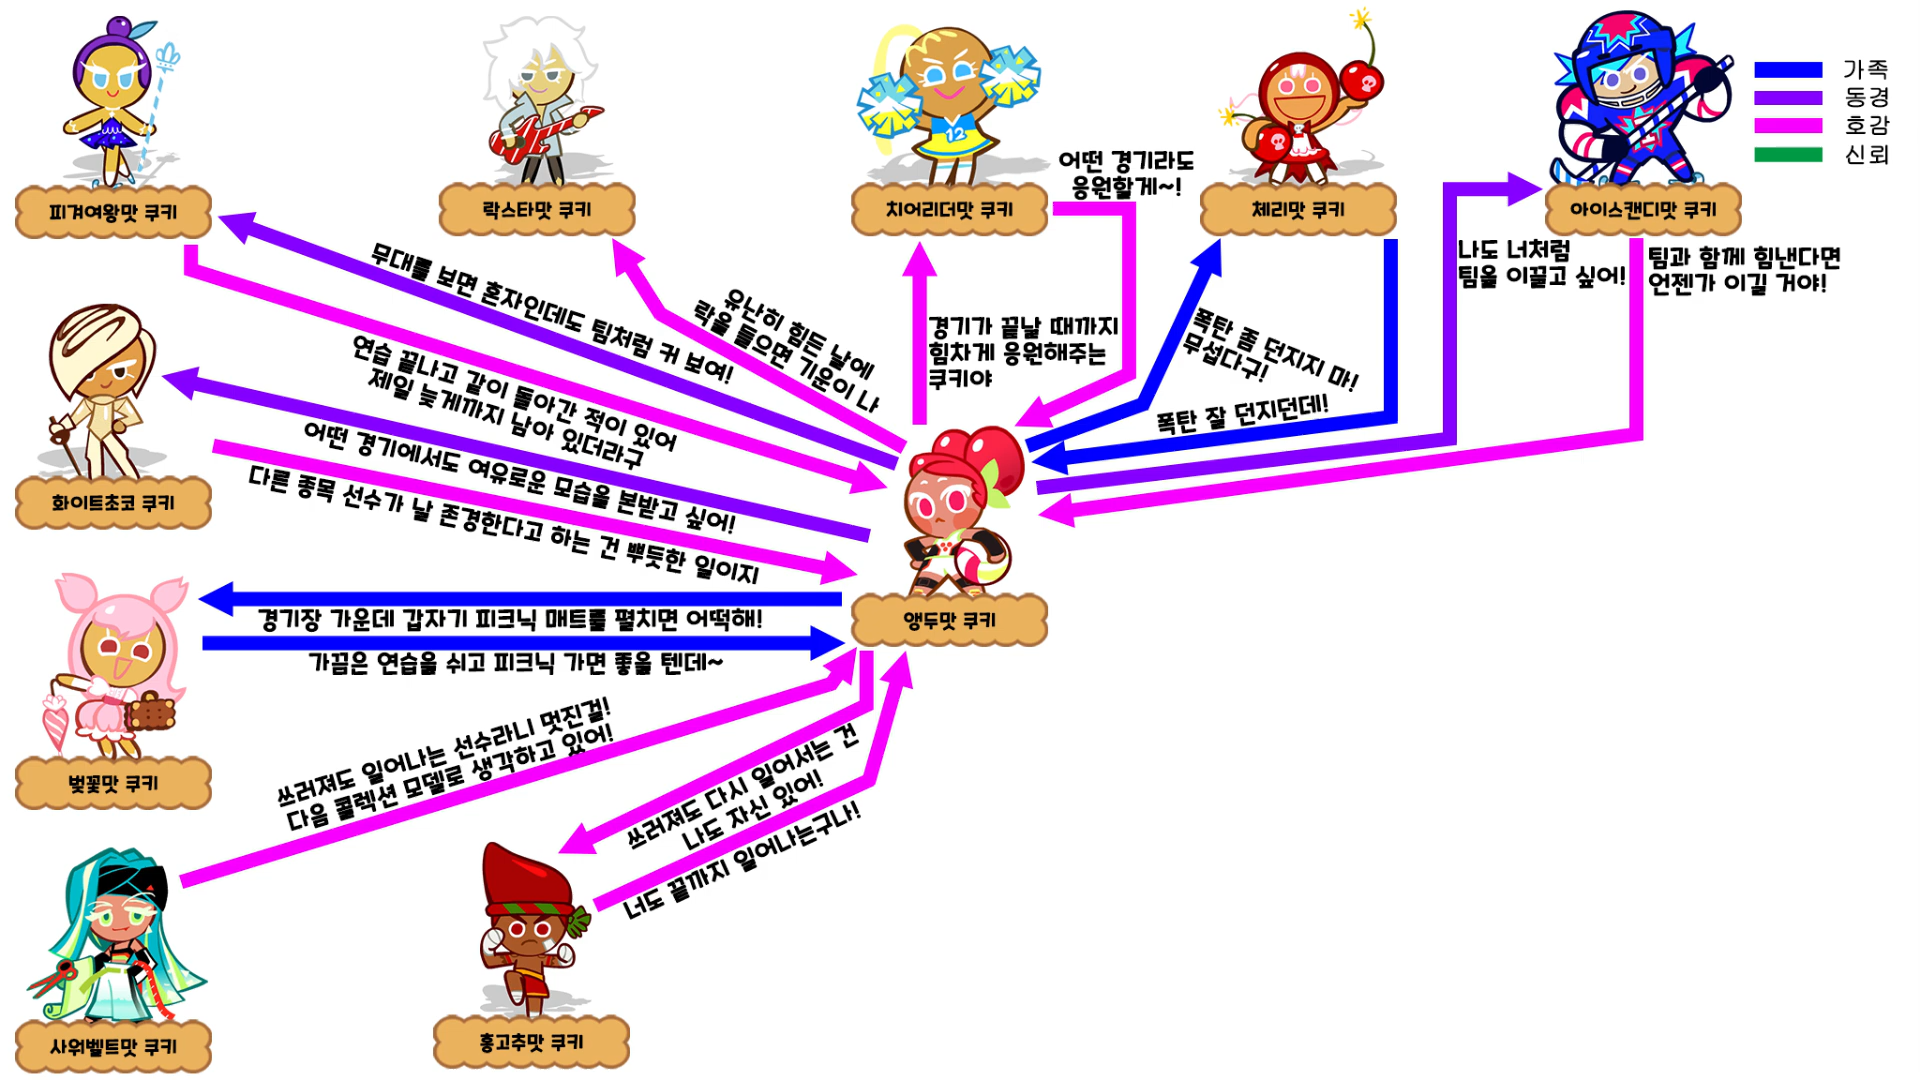 가족
동경
호감
신뢰
피겨여왕맛 쿠키
락스타맛 쿠키
치어리더맛 쿠키
체리맛 쿠키
아이스캔디맛 쿠키
어떤 경기라도
응원할게~!
나도 너처럼
팀을 이끌고 싶어!
팀과 함께 힘낸다면
언젠가 이길 거야!
무대를 보면 혼자인데도 팀처럼 커 보여!
유난히 힘든 날에
락을 들으면 기운이 나
경기가 끝날 때까지
힘차게 응원해주는
쿠키야
폭탄 좀 던지지 마!
무섭다구!
폭탄 잘 던지던데!
연습 끝나고 같이 돌아간 적이 있어
제일 늦게까지 남아 있더라구
화이트초코 쿠키
어떤 경기에서도 여유로운 모습을 본받고 싶어!
다른 종목 선수가 날 존경한다고 하는 건 뿌듯한 일이지
앵두맛 쿠키
경기장 가운데 갑자기 피크닉 매트를 펼치면 어떡해!
가끔은 연습을 쉬고 피크닉 가면 좋을 텐데~
벚꽃맛 쿠키
쓰러져도 일어나는 선수라니 멋진걸!
다음 콜렉션 모델로 생각하고 있어!
쓰러져도 다시 일어서는 건
나도 자신 있어!
너도 끝까지 일어나는구나!
사워벨트맛 쿠키
홍고추맛 쿠키
12